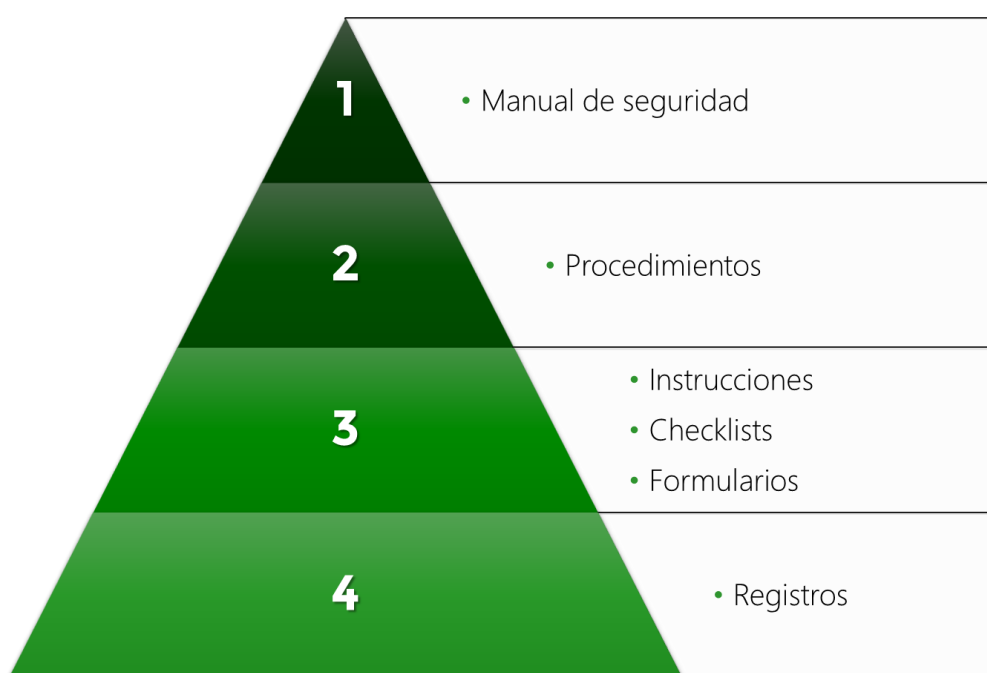 1
• Manual de seguridad
2
• Procedimientos
3
• Instrucciones
• Checklists
• Formularios
4
• Registros